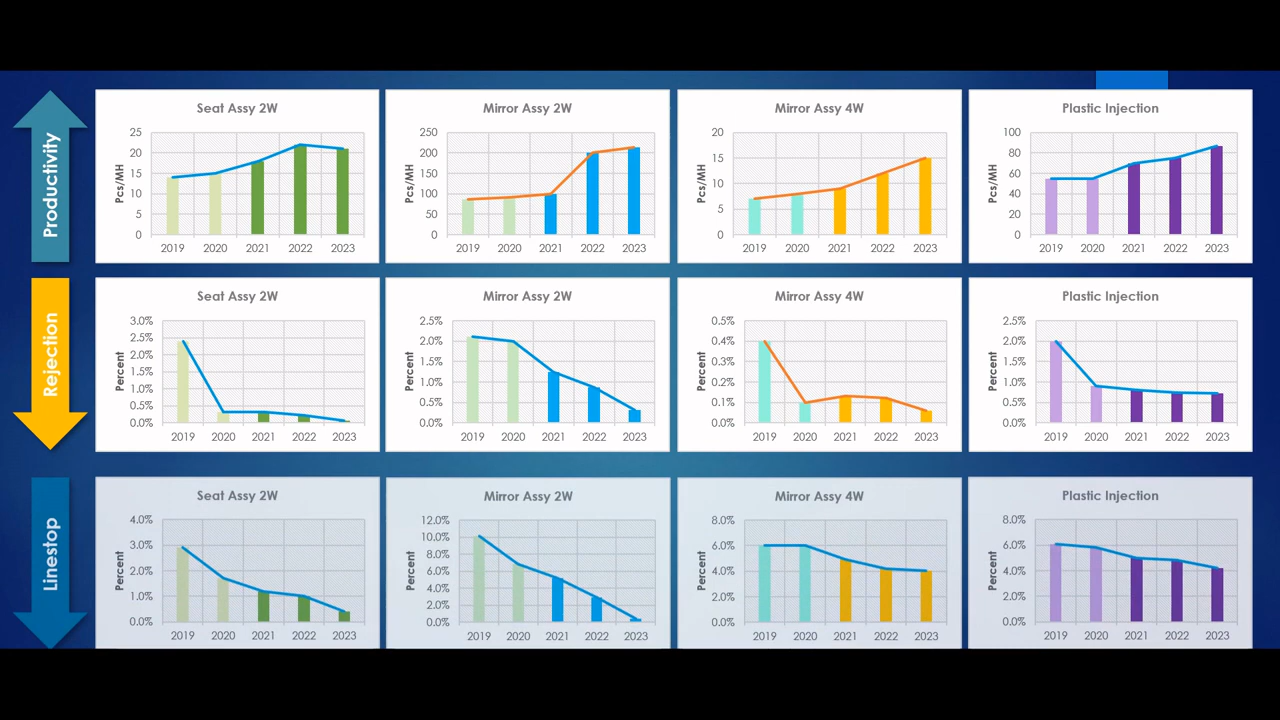 Productivity
Seat Assy 2W
Pcs/MH
25
20
15
10
5
0
2019 2020 2021 2022 2023
Mirror Assy 2W
Pcs/MH
250
200
150
100
50
0
2019 2020 2021 2022 2023
Mirror Assy 4W
Pcs/MH
20
15
10
5
0
2019 2020 2021 2022 2023
Plastic Injection
Pcs/MH
100
80
60
40
20
0
2019 2020 2021 2022 2023
Rejection
Seat Assy 2W
Percent
3.0%
2.5%
2.0%
1.5%
1.0%
0.5%
0.0%
2019 2020 2021 2022 2023
Mirror Assy 2W
Percent
2.5%
2.0%
1.5%
1.0%
0.5%
0.0%
2019 2020 2021 2022 2023
Mirror Assy 4W
Percent
0.5%
0.4%
0.3%
0.2%
0.1%
0.0%
2019 2020 2021 2022 2023
Plastic Injection
Percent
2.5%
2.0%
1.5%
1.0%
0.5%
0.0%
2019 2020 2021 2022 2023
Linestop
Seat Assy 2W
Percent
4.0%
3.0%
2.0%
1.0%
0.0%
2019 2020 2021 2022 2023
Mirror Assy 2W
Percent
12.0%
10.0%
8.0%
6.0%
4.0%
2.0%
0.0%
2019 2020 2021 2022 2023
Mirror Assy 4W
Percent
8.0%
6.0%
4.0%
2.0%
0.0%
2019 2020 2021 2022 2023
Plastic Injection
Percent
8.0%
6.0%
4.0%
2.0%
0.0%
2019 2020 2021 2022 2023